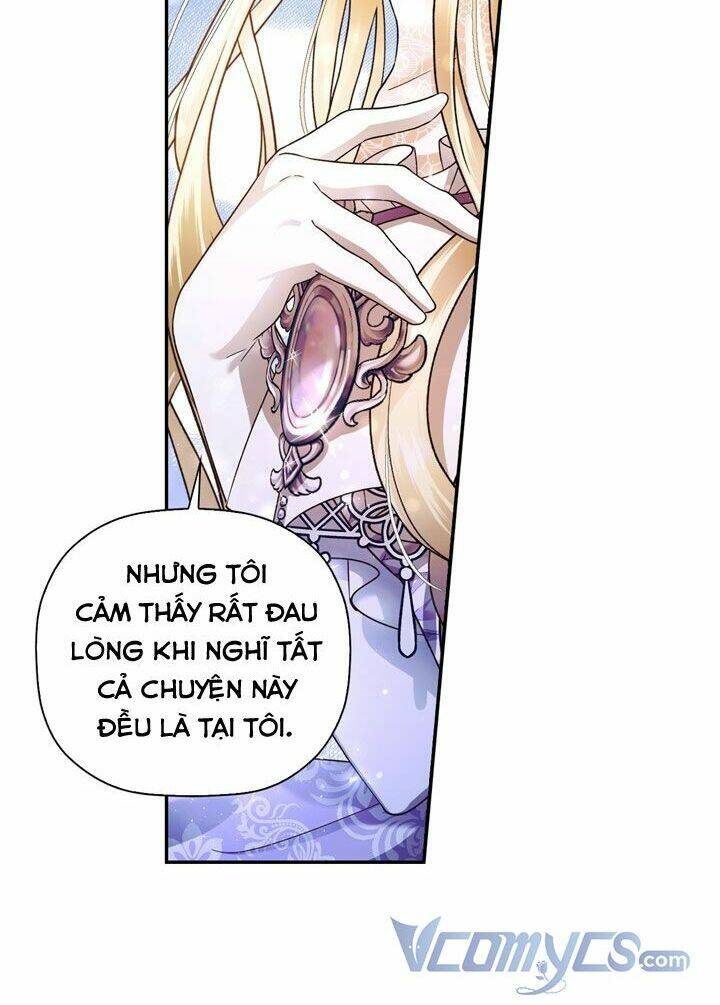 NHƯNG TÔI
CẢM THẤY RẤT ĐAU
LÒNG KHI NGHĨ TẤT
CẢ CHUYỆN NÀY
ĐỀU LÀ TẠI TÔI.
Vcomycs.com